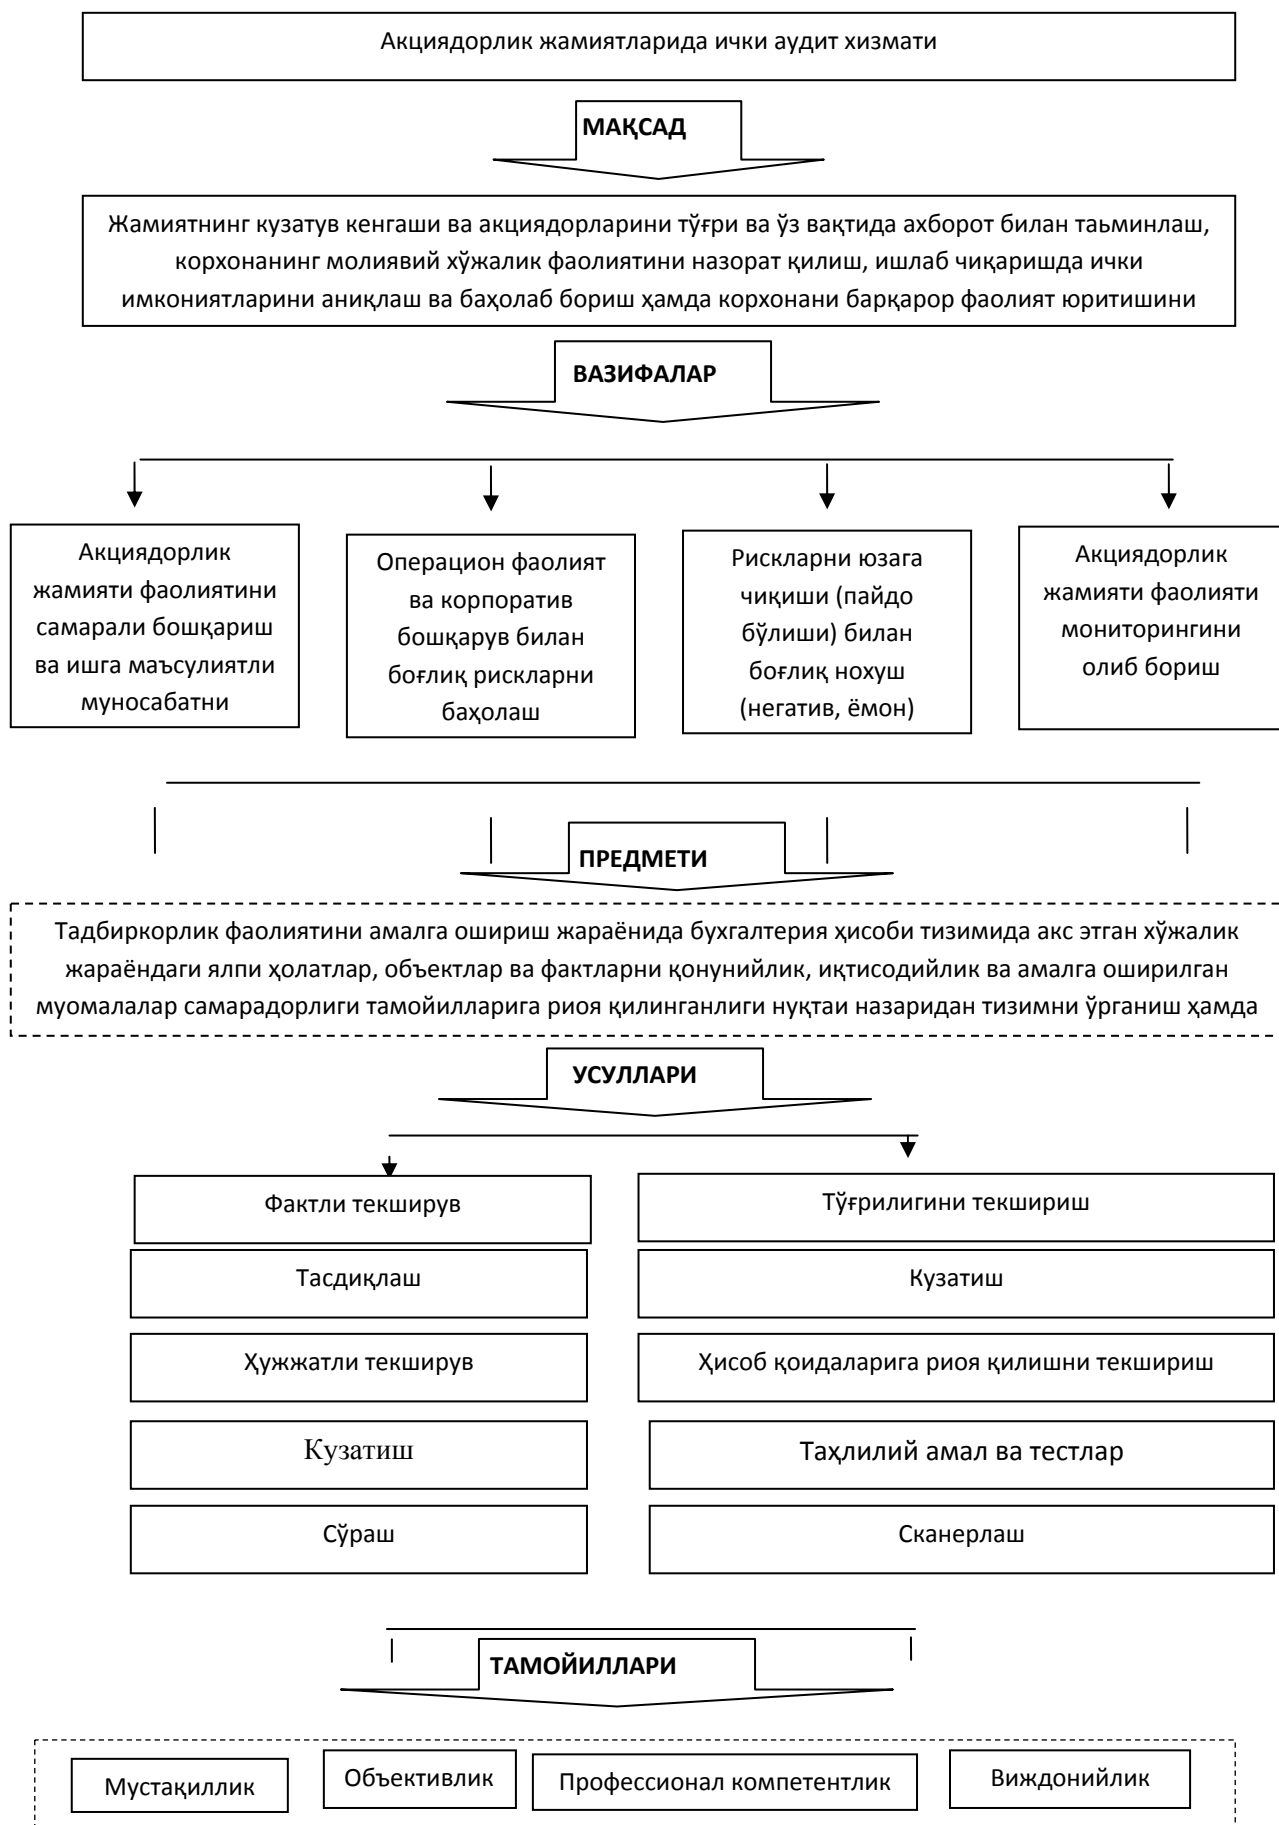 Акциядорлик жамиятларида ички аудит хизмати
МАҚСАД
Жамиятнинг кузатув кенгаши ва акциядорларини тўғри ва ўз вақтида ахборот билан таьминлаш,
корхонанинг молиявий хўжалик фаолиятини назорат қилиш, ишлаб чиқаришда ички
имкониятларини аниқлаш ва баҳолаб бориш ҳамда корхонани барқарор фаолият юритишини
ВАЗИФАЛАР
Акциядорлик
жамияти фаолиятини
самарали бошқариш
ва ишга маъсулиятли
муносабатни
Операцион фаолият
ва корпоратив
бошқарув билан
боғлиқ рискларни
баҳолаш
Рискларни юзага
чиқиши (пайдо
бўлиши) билан
боғлиқ нохуш
(негатив, ёмон)
Акциядорлик
жамияти фаолияти
мониторингини
олиб бориш
ПРЕДМЕТИ
Тадбиркорлик фаолиятини амалга ошириш жараёнида бухгалтерия ҳисоби тизимида акс этган хўжалик
жараёндаги ялпи ҳолатлар, объектлар ва фактларни қонунийлик, иқтисодийлик ва амалга оширилган
муомалалар самарадорлиги тамойилларига риоя қилинганлиги нуқтаи назаридан тизимни ўрганиш ҳамда
УСУЛЛАРИ
Фактли текширув
Тўғрилигини текшириш
Тасдиқлаш
Кузатиш
Ҳужжатли текширув
Ҳисоб қоидаларига риоя қилишни текшириш
Кузатиш
Таҳлилий амал ва тестлар
Сўраш
Сканерлаш
ТАМОЙИЛЛАРИ
Мустақиллик
Объективлик
Профессионал компетентлик
Виждонийлик